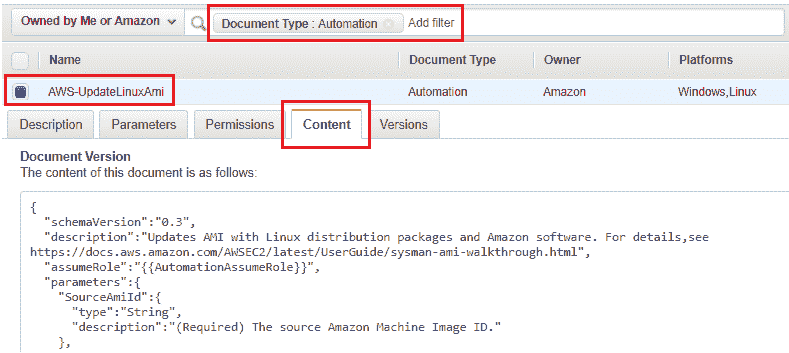 Owned by Me or Amazon Document Type : Automation Add filter
Name Document Type Owner Platforms
AWS-UpdateLinuxAmi Automation Amazon Windows,Linux
Description Parameters Permissions Content Versions
Document Version
The content of this document is as follows:
{
"schemaVersion":"0.3",
"description":"Updates AMI with Linux distribution packages and Amazon software. For details,see
https://docs.aws.amazon.com/AWSEC2/latest/UserGuide/sysman-ami-walkthrough.html",
"assumeRole":"{{AutomationAssumeRole}}",
"parameters":{
"SourceAmiId":{
"type":"String",
"description":"(Required) The source Amazon Machine Image ID."
},